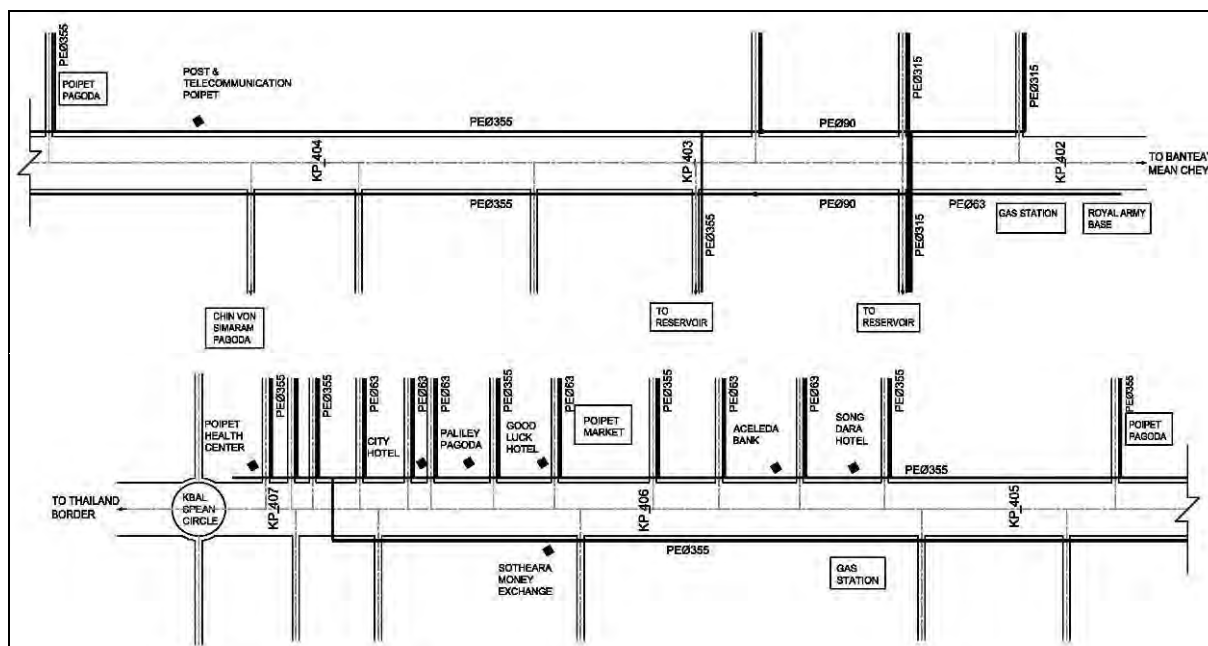 PEØ355
POIPET
PAGODA
POST &
TELECOMMUNICATION
POIPET
PEØ355
PEØ90
PEØ315
PEØ315
KP 404
KP 403
KP 402
TO BANTEAY
MEAN CHEY
PEØ355
PEØ90
PEØ63
GAS STATION
ROYAL ARMY
BASE
PEØ355
PEØ315
CHIN VON
SIMARAM
PAGODA
TO
RESERVOIR
TO
RESERVOIR
POIPET
HEALTH
CENTER
PEØ355
PEØ355
PEØ63
CITY
HOTEL
PEØ63
PEØ63
PALILEY
PAGODA
PEØ355
GOOD
LUCK
HOTEL
PEØ63
POIPET
MARKET
PEØ355
PEØ63
ACELEDA
BANK
PEØ63
SONG
DARA
HOTEL
PEØ355
PEØ355
PEØ355
POIPET
PAGODA
TO THAILAND
BORDER
KBAL
SPEAN
CIRCLE
KP 407
KP 406
KP 405
PEØ355
SOTHEARA
MONEY
EXCHANGE
GAS
STATION